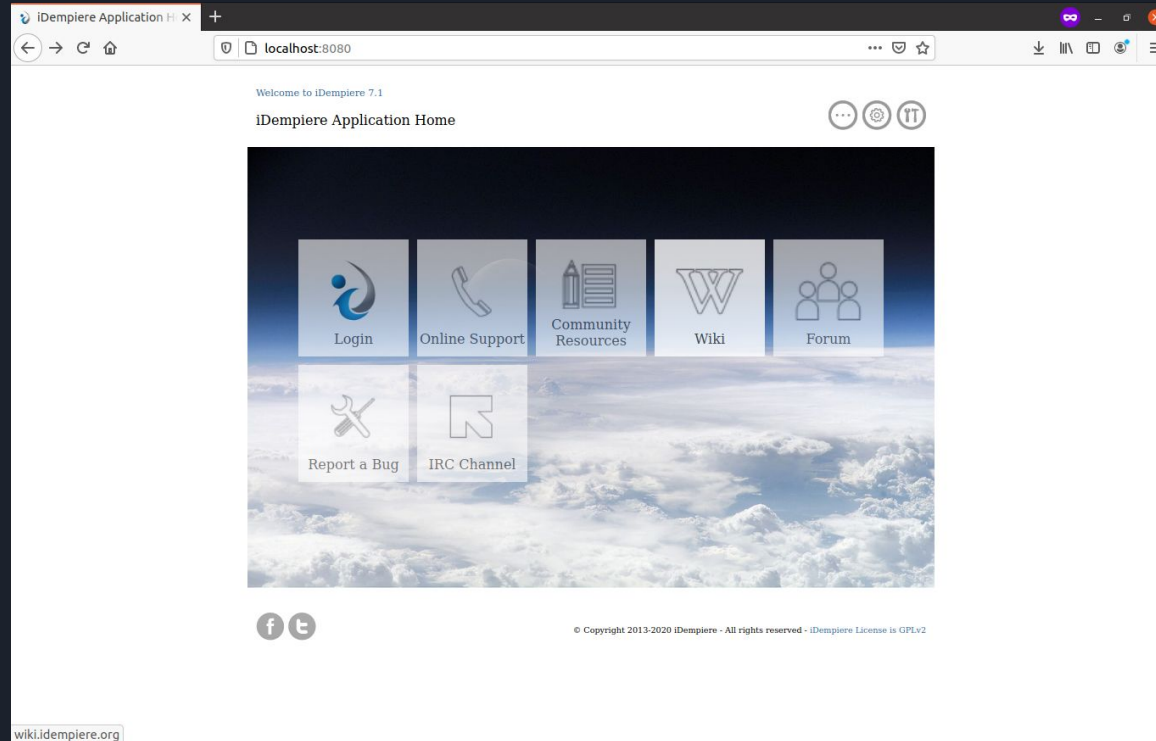 iDempiere Application H
localhost:8080
Welcome to iDempiere 7.1
iDempiere Application Home
Login
Online Support
Community
Resources
Wiki
Forum
Report a Bug
IRC Channel
© Copyright 2013-2020 iDempiere - All rights reserved - iDempiere License is GPLv2
wiki.idempiere.org